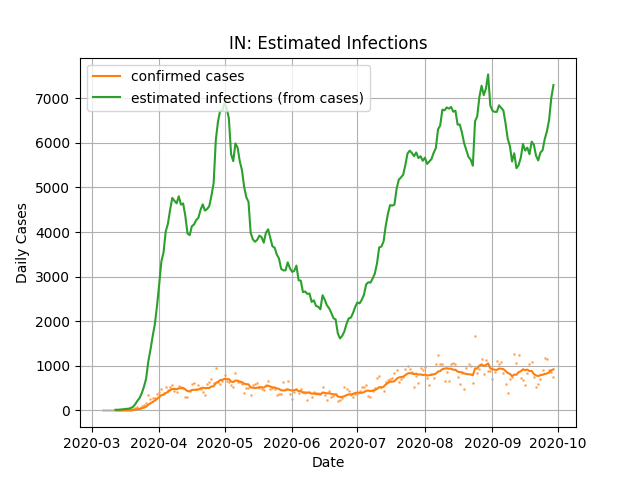 IN: Estimated Infections
confirmed cases
estimated infections (from cases)
Daily Cases
7000
6000
5000
4000
3000
2000
1000
0
2020-03 2020-04 2020-05 2020-06 2020-07 2020-08 2020-09 2020-10
Date